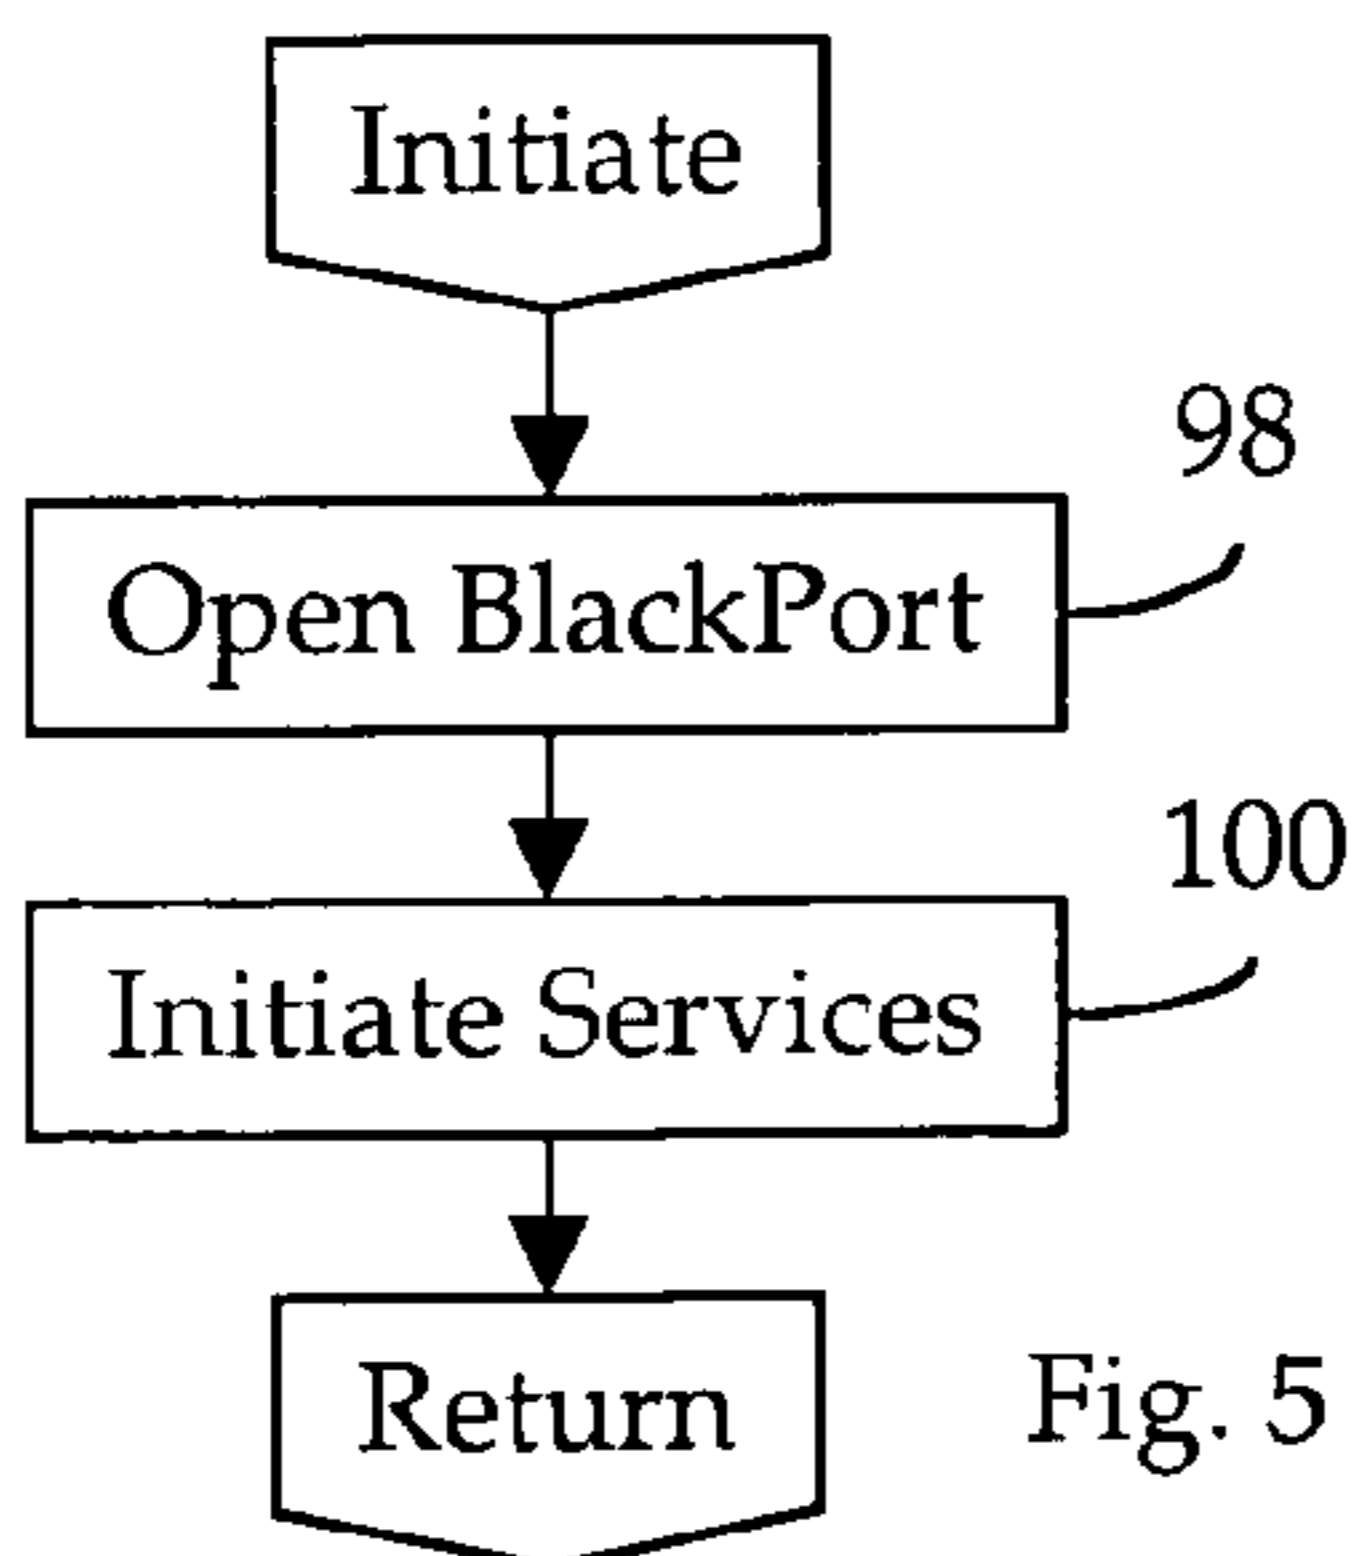 Initiate
98
Open BlackPort
100
Initiate Services
Return
Fig. 5